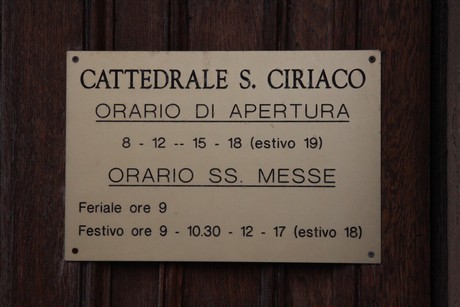 CATTEDRALE S. CIRIACO
ORARIO DI APERTURA
8 - 12 -- 15 - 18 (estivo 19)
ORARIO SS. MESSE
Feriale ore 9
Festivo ore 9 - 10.30 - 12 - 17 (estivo 18)